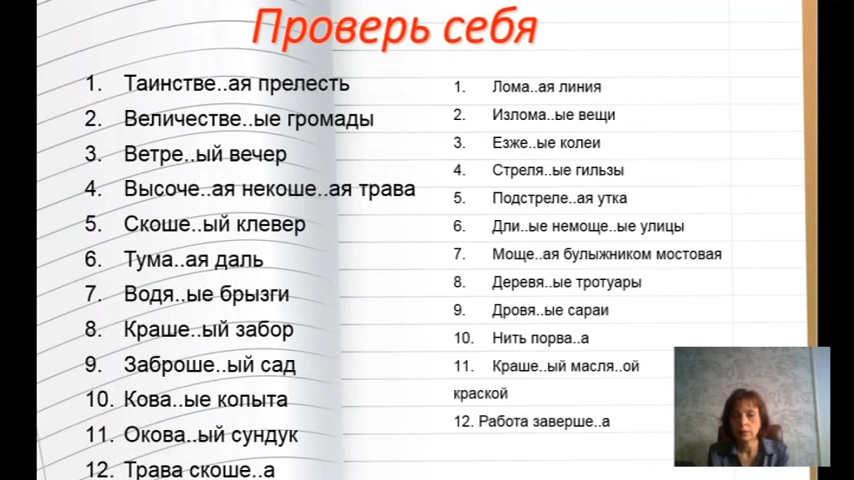 Проверь себя
1. Таинстве..ая прелесть
2. Величестве..ые громады
3. Ветре..ый вечер
4. Высоче..ая некоше..ая трава
5. Скоше..ый клевер
6. Тума..ая даль
7. Водя..ые брызги
8. Краше..ый забор
9. Заброше..ый сад
10. Кова..ые копыта
11. Окова..ый сундук
12. Трава скоше..а
1. Лома..ая линия
2. Излома..ые вещи
3. Езже..ые колеи
4. Стреля..ые гильзы
5. Подстреле..ая утка
6. Дли..ые немоще..ые улицы
7. Моще..ая булыжником мостовая
8. Деревя..ые тротуары
9. Дровя..ые сараи
10. Нить порва..а
11. Краше..ый масля..ой
краской
12. Работа заверше..а